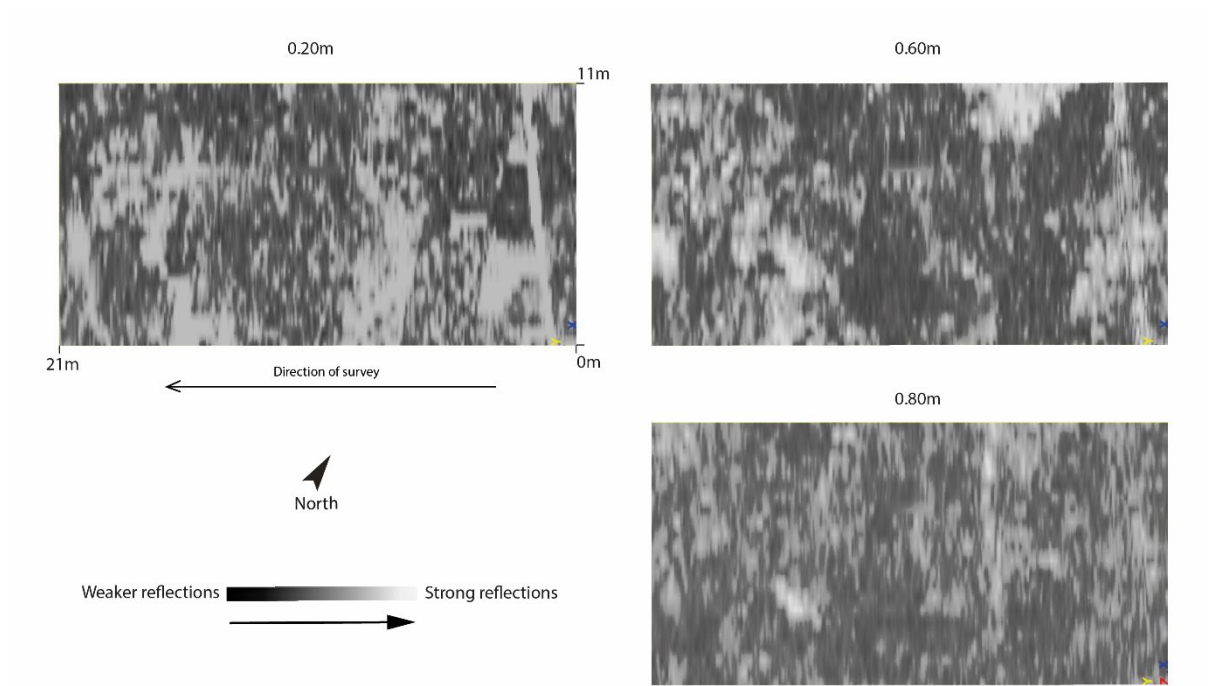 0.20m
0.60m
11m
21m
0m
Direction of survey
0.80m
North
Weaker reflections
Strong reflections
X
Y
X
Y
X
Y
Z